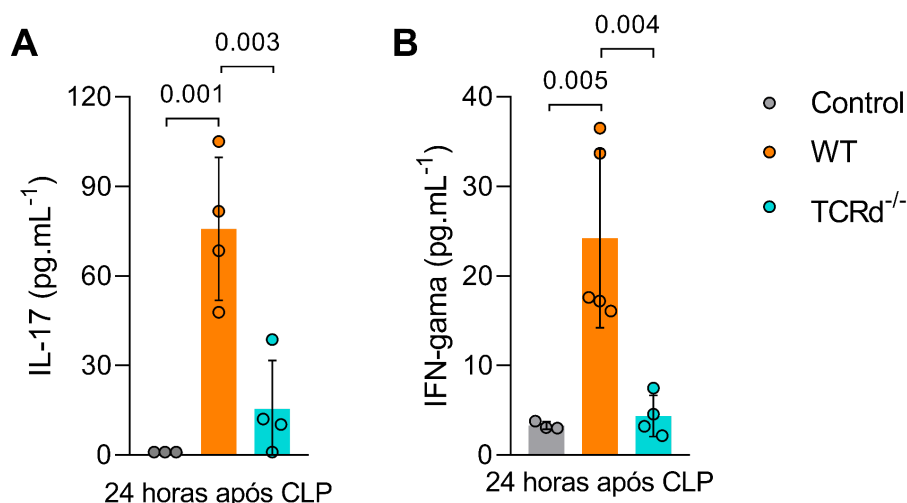 A
0.003
0.001
IL-17 (pg.mL⁻¹)
120
90
60
30
0
24 horas após CLP
B
0.004
0.005
IFN-gama (pg.mL⁻¹)
40
30
20
10
0
24 horas após CLP
Control
WT
TCRd⁻/⁻